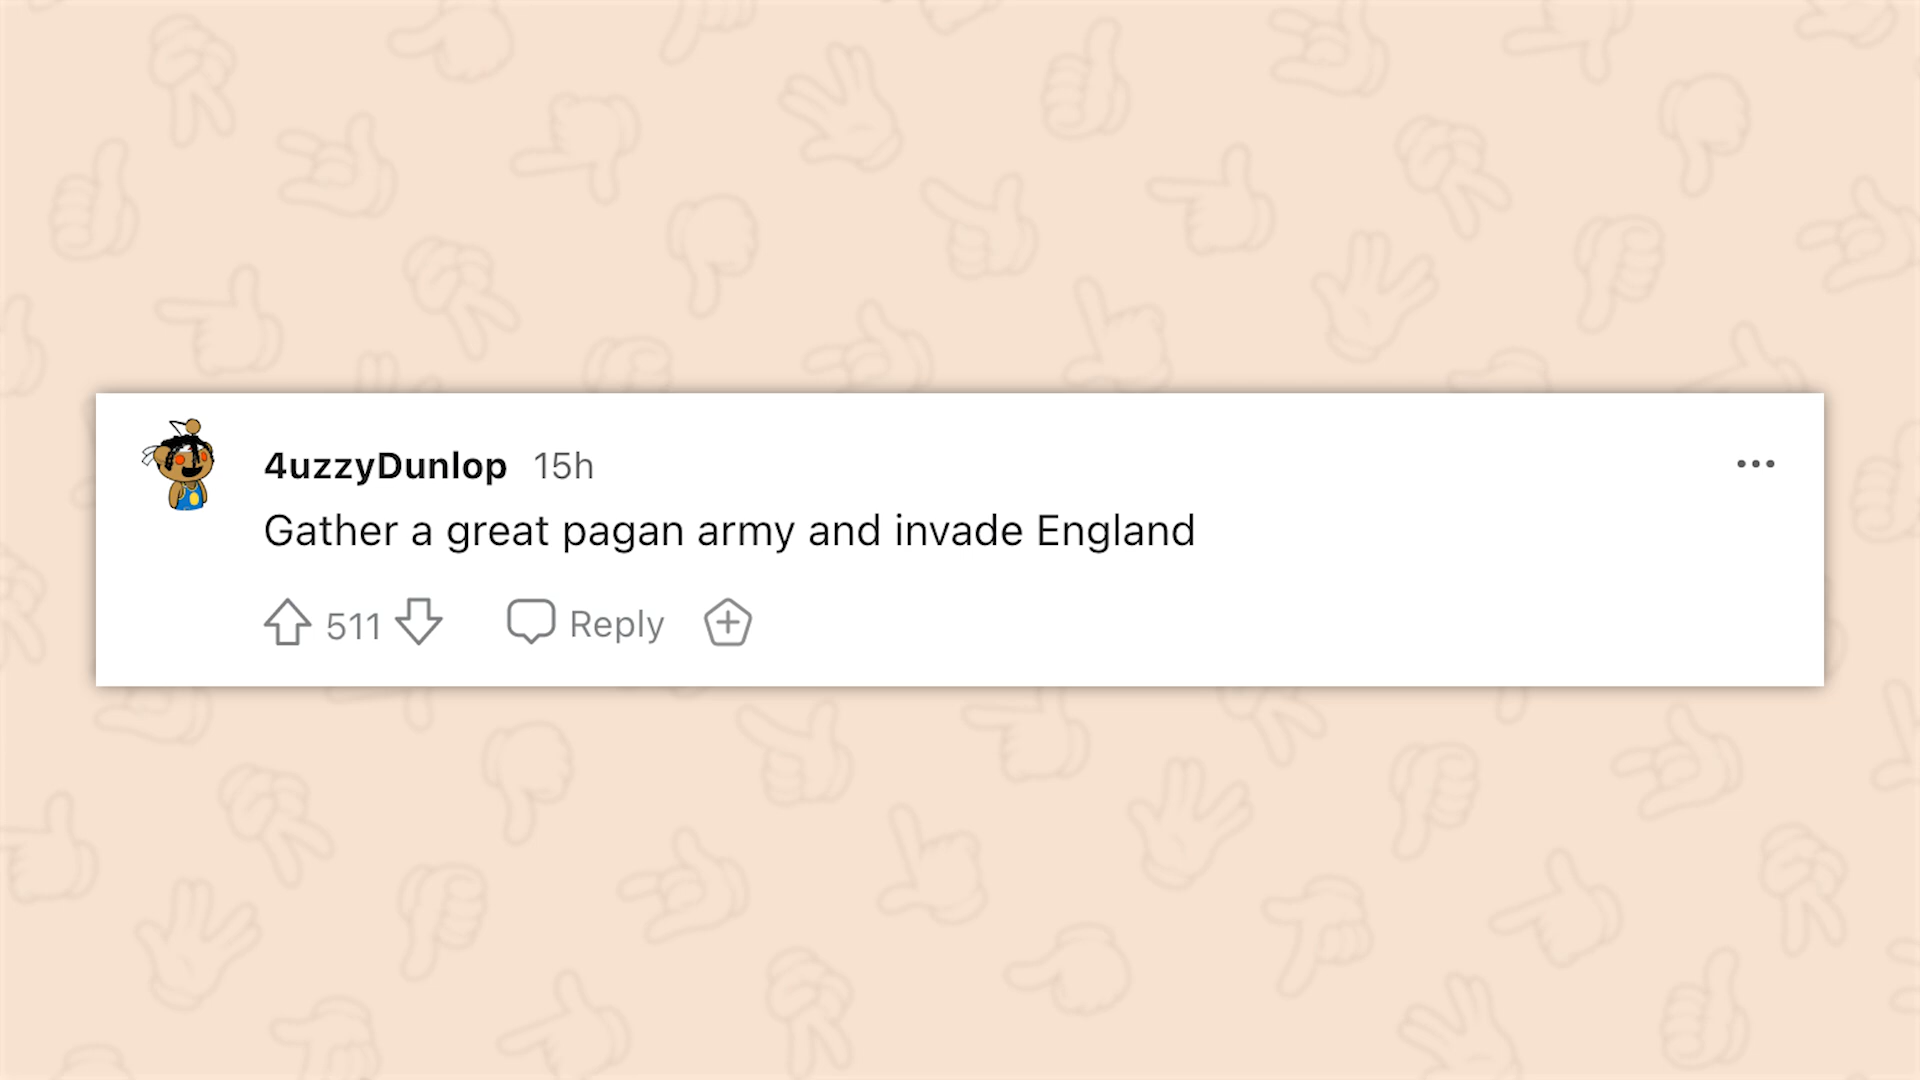 4uzzyDunlop 15h
Gather a great pagan army and invade England
511 Reply